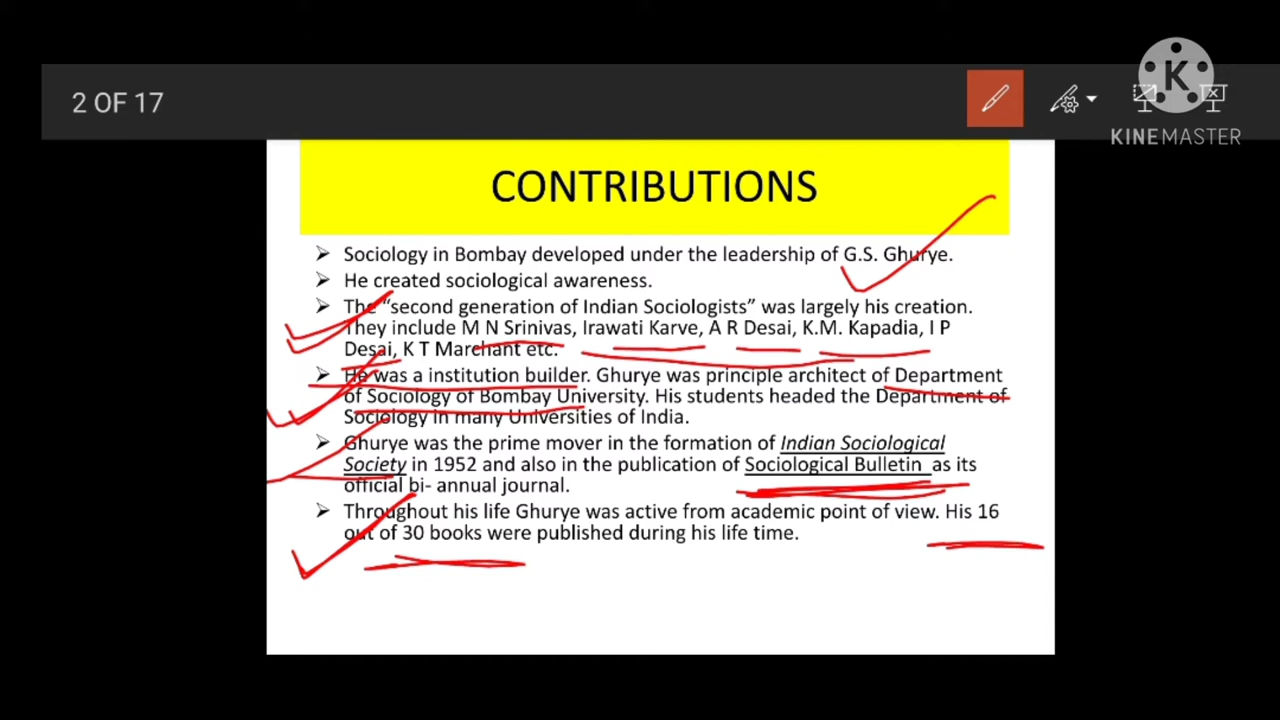 2 OF 17
K
KINEMASTER
CONTRIBUTIONS
➢ Sociology in Bombay developed under the leadership of G.S. Ghurye.
➢ He created sociological awareness.
➢ The “second generation of Indian Sociologists” was largely his creation.
They include M N Srinivas, Irawati Karve, A R Desai, K.M. Kapadia, I P
Desai, K T Marchant etc.
➢ He was a institution builder. Ghurye was principle architect of Department
of Sociology of Bombay University. His students headed the Department of
Sociology in many Universities of India.
➢ Ghurye was the prime mover in the formation of Indian Sociological
Society in 1952 and also in the publication of Sociological Bulletin as its
official bi- annual journal.
➢ Throughout his life Ghurye was active from academic point of view. His 16
out of 30 books were published during his life time.